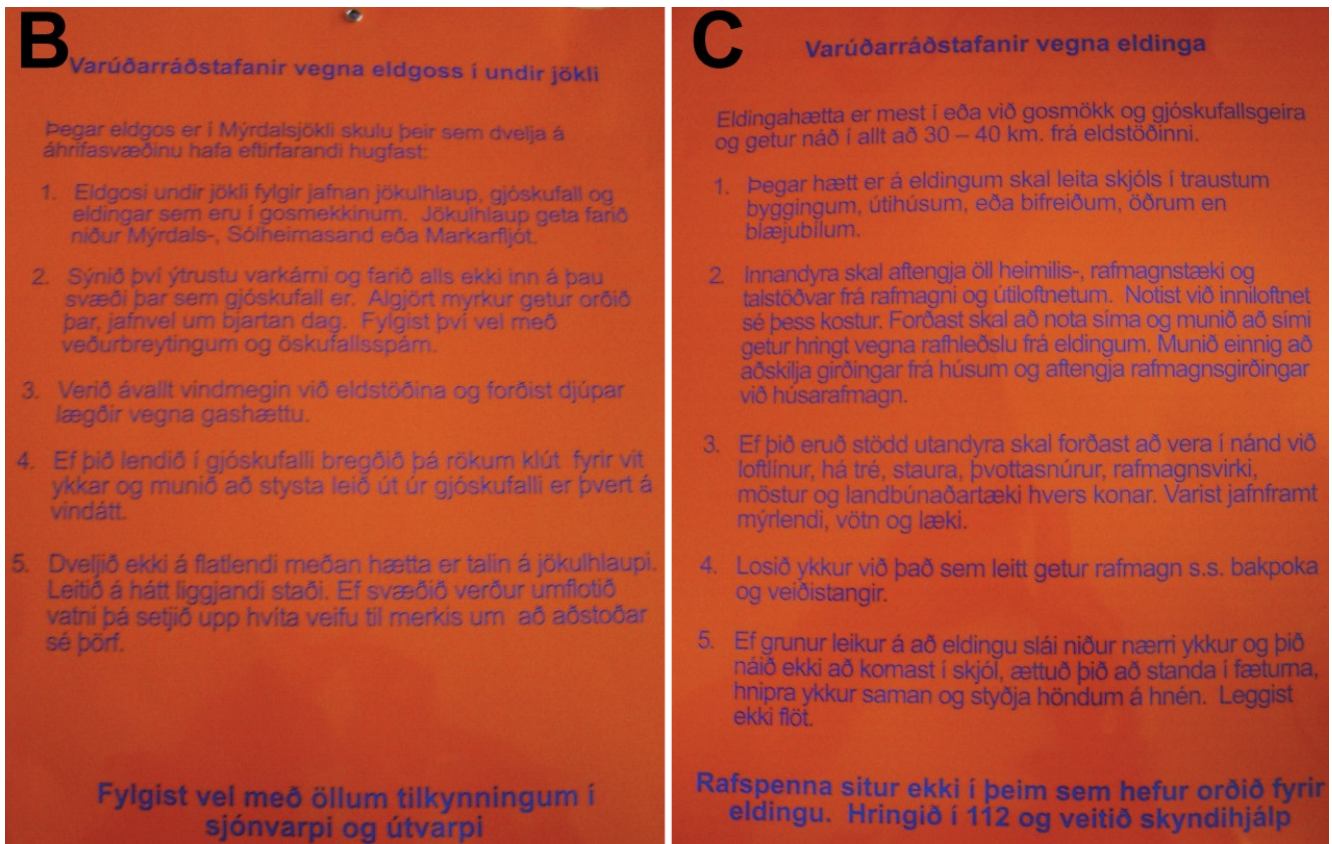 B
Varúðarráðstafanir vegna eldgoss í undir jökli
Þegar eldgos er í Mýrdalsjökli skulu þeir sem dvelja á
áhrifasvæðinu hafa eftirfarandi hugfast:
1. Eldgosi undir jökli fylgir jafnan jökulhlaup, gjóskufall og
eldingar sem eru í gosmekkinum. Jökulhlaup geta farið
niður Mýrdals-, Sólheimasand eða Markarfljót.
2. Sýnið því ýtrustu varkárni og farið alls ekki inn á þau
svæði þar sem gjóskufall er. Algjört myrkur getur orðið
þar, jafnvel um bjartan dag. Fylgist því vel með
veðurbreytingum og öskufallsspám.
3. Verið ávallt vindmegin við eldstöðina og forðist djúpar
lægðir vegna gashættu.
4. Ef þið lendið í gjóskufalli bregðið þá rökum klút fyrir vit
ykkar og munið að stysta leið út úr gjóskufalli er þvert á
vindátt.
5. Dveljið ekki á flatlendi meðan hætta er talin á jökulhlaupi.
Leitið á hátt liggjandi staði. Ef svæðið verður umflotið
vatni þá setjið upp hvíta veifu til merkis um að aðstoðar
sé þörf.
Fylgist vel með öllum tilkynningum í
sjónvarpi og útvarpi
C
Varúðarráðstafanir vegna eldinga
Eldingahætta er mest í eða við gosmökk og gjóskufallsgeira
og getur náð í allt að 30 – 40 km. frá eldstöðinni.
1. Þegar hætt er á eldingum skal leita skjóls í traustum
byggingum, útihúsum, eða bifreiðum, öðrum en
blæjubílum.
2. Innandyra skal aftengja öll heimilis-, rafmagnstæki og
talstöðvar frá rafmagni og útiloftnetum. Notist við inniloftnet
sé þess kostur. Forðast skal að nota síma og munið að sími
getur hringt vegna rafhleðslu frá eldingum. Munið einnig að
aðskilja girðingar frá húsum og aftengja rafmagnsgirðingar
við húsarafmagn.
3. Ef þið eruð stödd utandyra skal forðast að vera í nánd við
loftlínur, há tré, staura, þvottasnúrur, rafmagnsvirki,
möstur og landbúnaðartæki hvers konar. Varist jafnframt
mýrlendi, vötn og læki.
4. Losið ykkur við það sem leitt getur rafmagn s.s. bakpoka
og veiðistangir.
5. Ef grunur leikur á að eldingu slái niður nærri ykkur og þið
náið ekki að komast í skjól, ættuð þið að standa í fæturna,
hnipra ykkur saman og styðja höndum á hnén. Leggist
ekki flöt.
Rafspenna situr ekki í þeim sem hefur orðið fyrir
eldingu. Hringið í 112 og veitið skyndihjálp